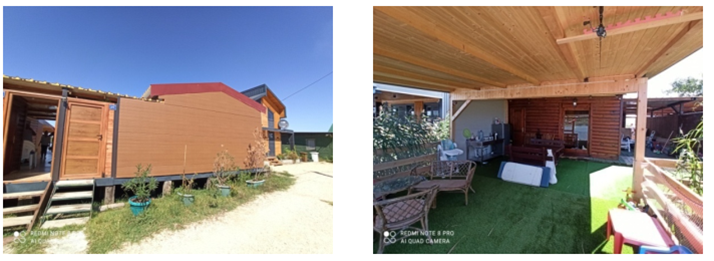 REDMI NOTE 8 PRO
AI QUAD CAMERA
REDMI NOTE 8 PRO
AI QUAD CAMERA